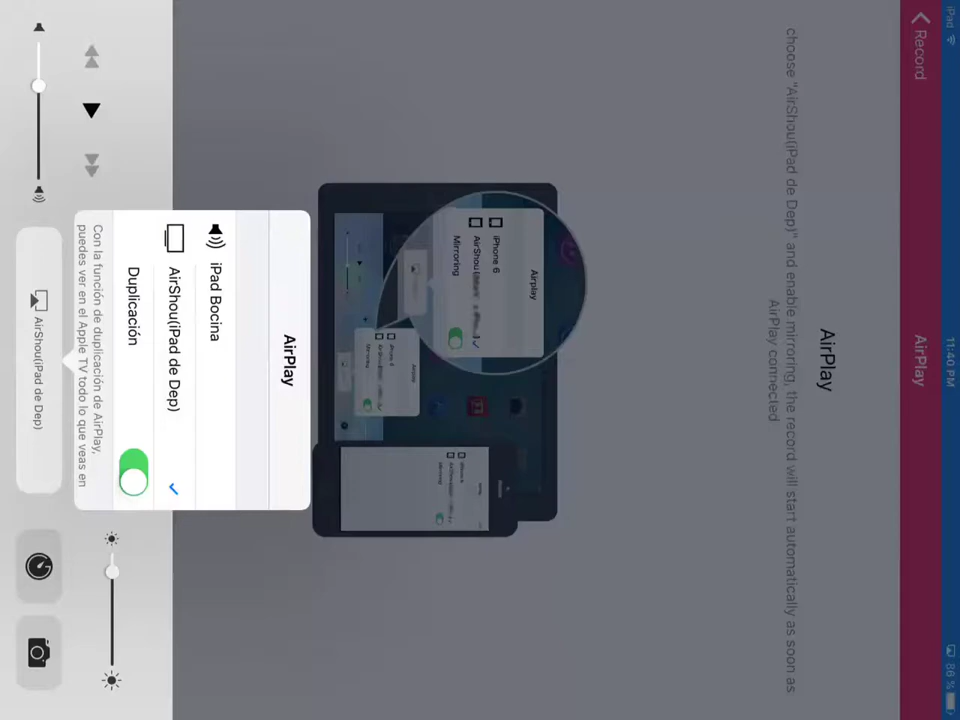 iPad
11:40 PM
86 %
Record
AirPlay
AirPlay
choose "AirShou(iPad de Dep)" and enable mirroring, the record will start automatically as soon as
AirPlay connected
Airplay
iPhone 6
AirShou
Mirroring
AirPlay
iPad Bocina
AirShou(iPad de Dep)
Duplicación
Con la función de duplicación de AirPlay,
puedes ver en el Apple TV todo lo que veas en
AirShou(iPad de Dep)